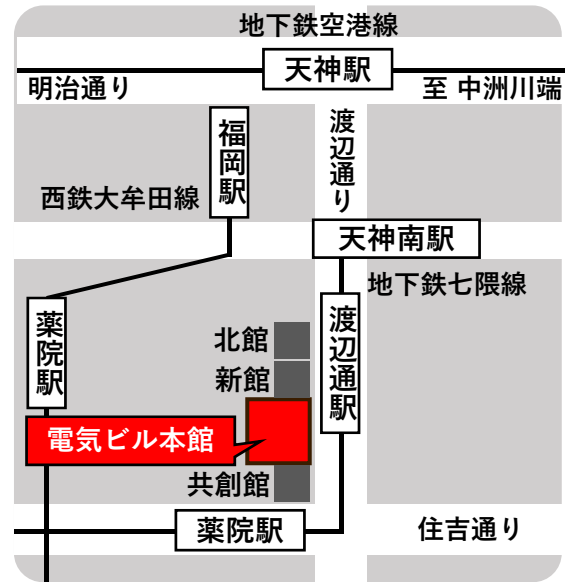 地下鉄空港線
天神駅
明治通り
至 中洲川端
福岡駅
渡辺通り
西鉄大牟田線
天神南駅
地下鉄七隈線
薬院駅
渡辺通駅
北館
新館
電気ビル本館
共創館
薬院駅
住吉通り